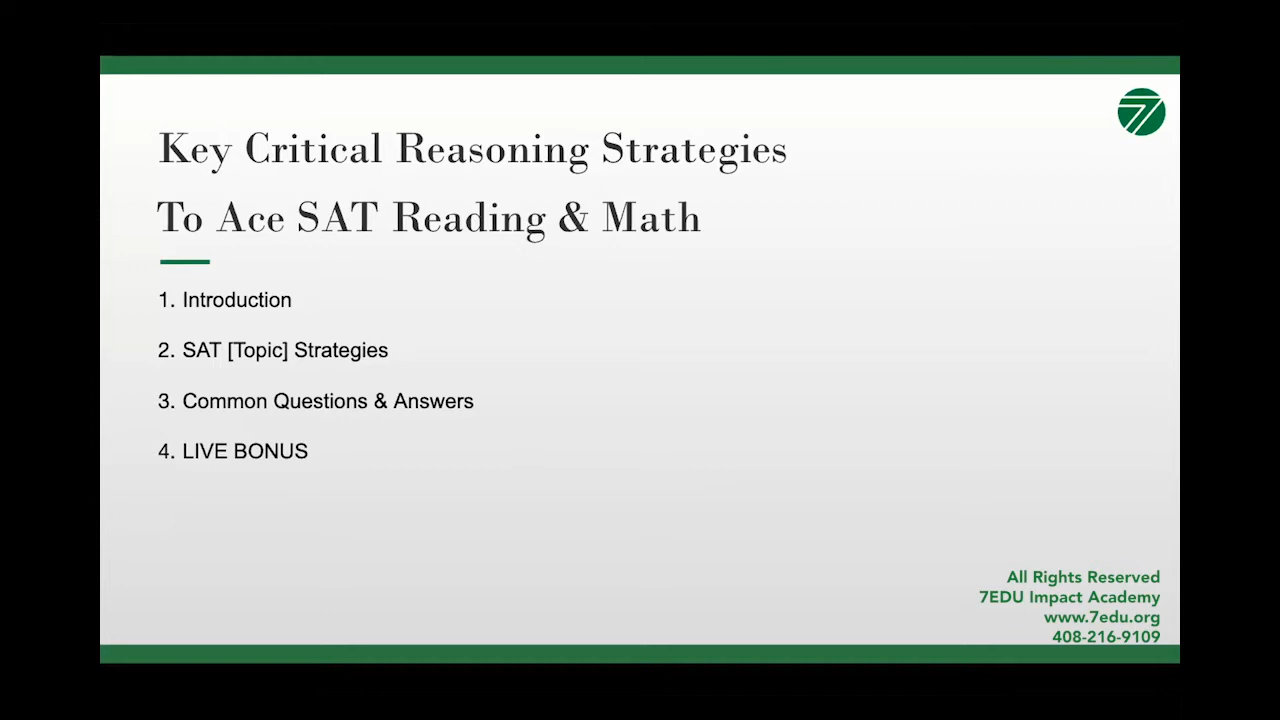 Key Critical Reasoning Strategies
To Ace SAT Reading & Math
1. Introduction
2. SAT [Topic] Strategies
3. Common Questions & Answers
4. LIVE BONUS
All Rights Reserved
7EDU Impact Academy
www.7edu.org
408-216-9109